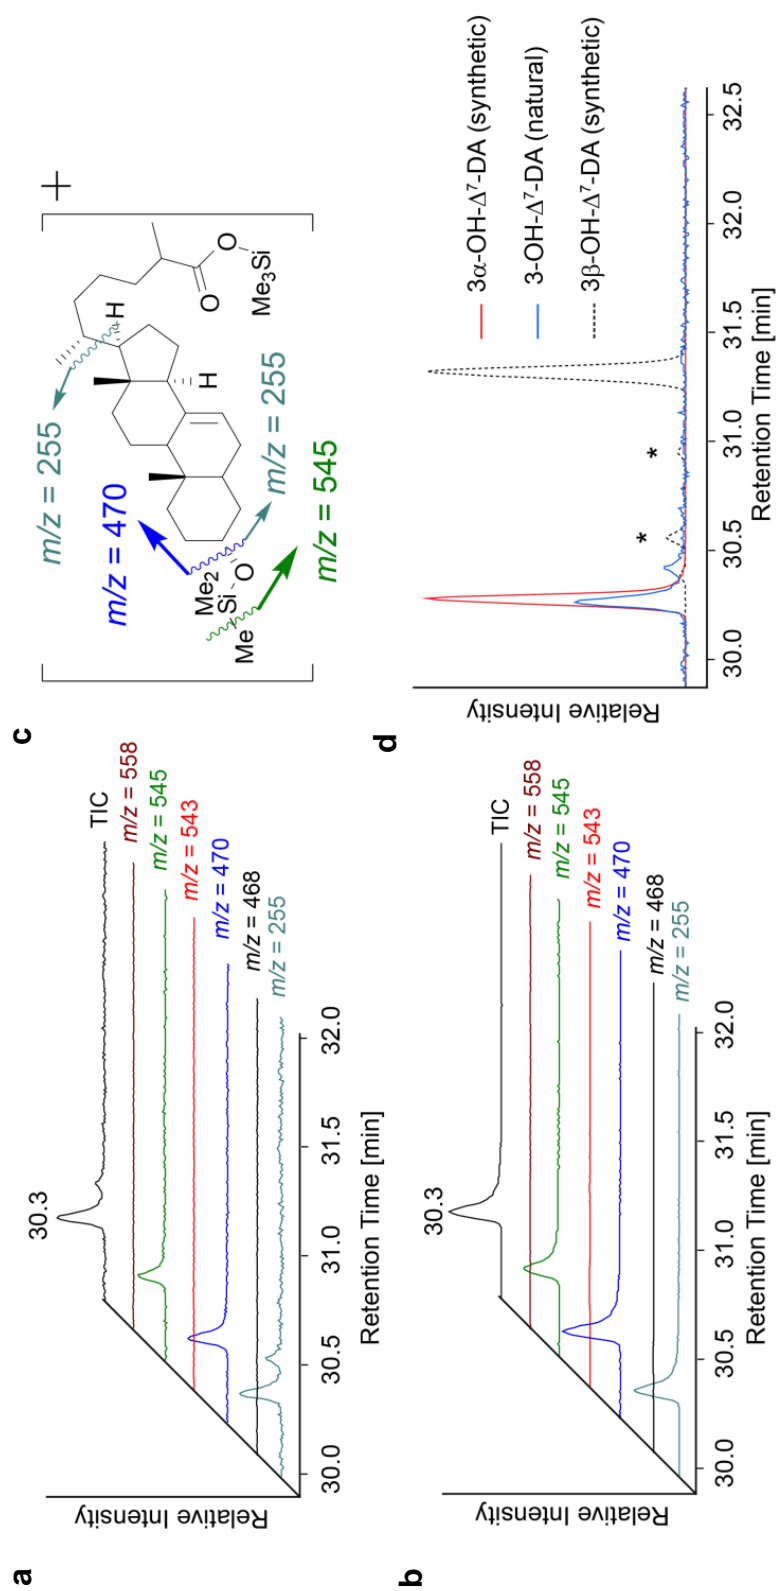 a
Relative Intensity
30.3
TIC
m/z = 558
m/z = 545
m/z = 543
m/z = 470
m/z = 468
m/z = 255
30.0
30.5
31.0
31.5
32.0
Retention Time [min]
b
Relative Intensity
30.3
TIC
m/z = 558
m/z = 545
m/z = 543
m/z = 470
m/z = 468
m/z = 255
30.0
30.5
31.0
31.5
32.0
Retention Time [min]
c
+
m/z = 255
m/z = 470
m/z = 255
m/z = 545
Me2
Si
O
Me
H
H
O
O
Me3Si
d
Relative Intensity
3α-OH-Δ⁷-DA (synthetic)
3-OH-Δ⁷-DA (natural)
3β-OH-Δ⁷-DA (synthetic)
*
*
30.0
30.5
31.0
31.5
32.0
32.5
Retention Time [min]